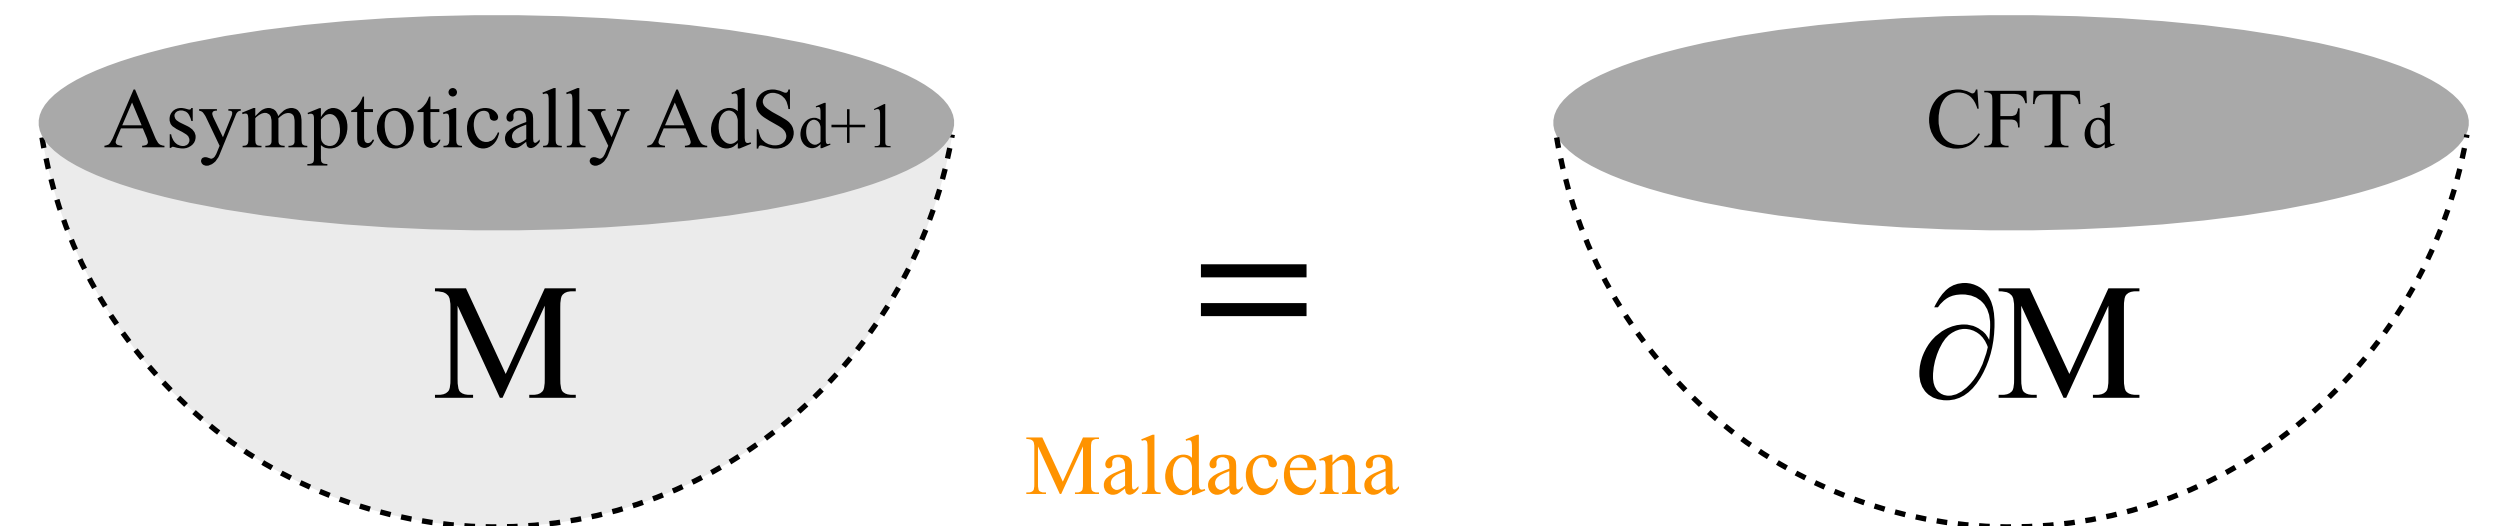 Asymptotically AdSd+1
CFTd
=
M
∂M
Maldacena